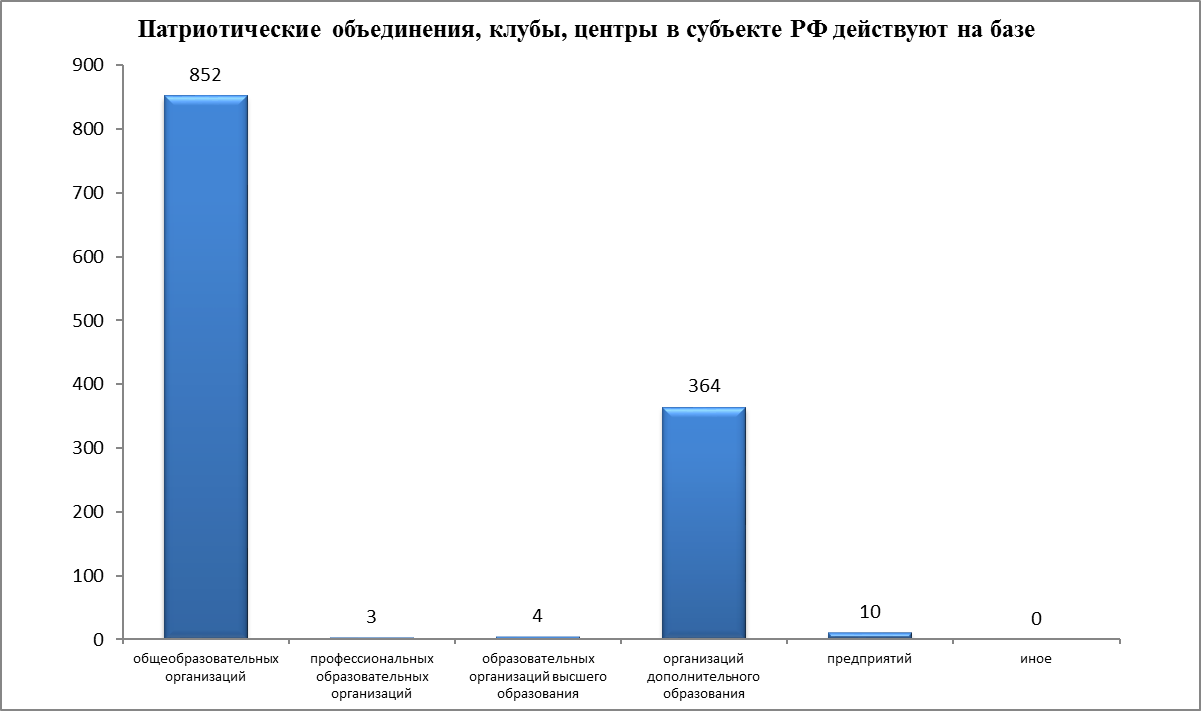 Патриотические объединения, клубы, центры в субъекте РФ действуют на базе
900
800
700
600
500
400
300
200
100
0
852
3
4
364
10
0
общеобразовательных
организаций
профессиональных
образовательных
организаций
образовательных
организаций высшего
образования
организаций
дополнительного
образования
предприятий
иное